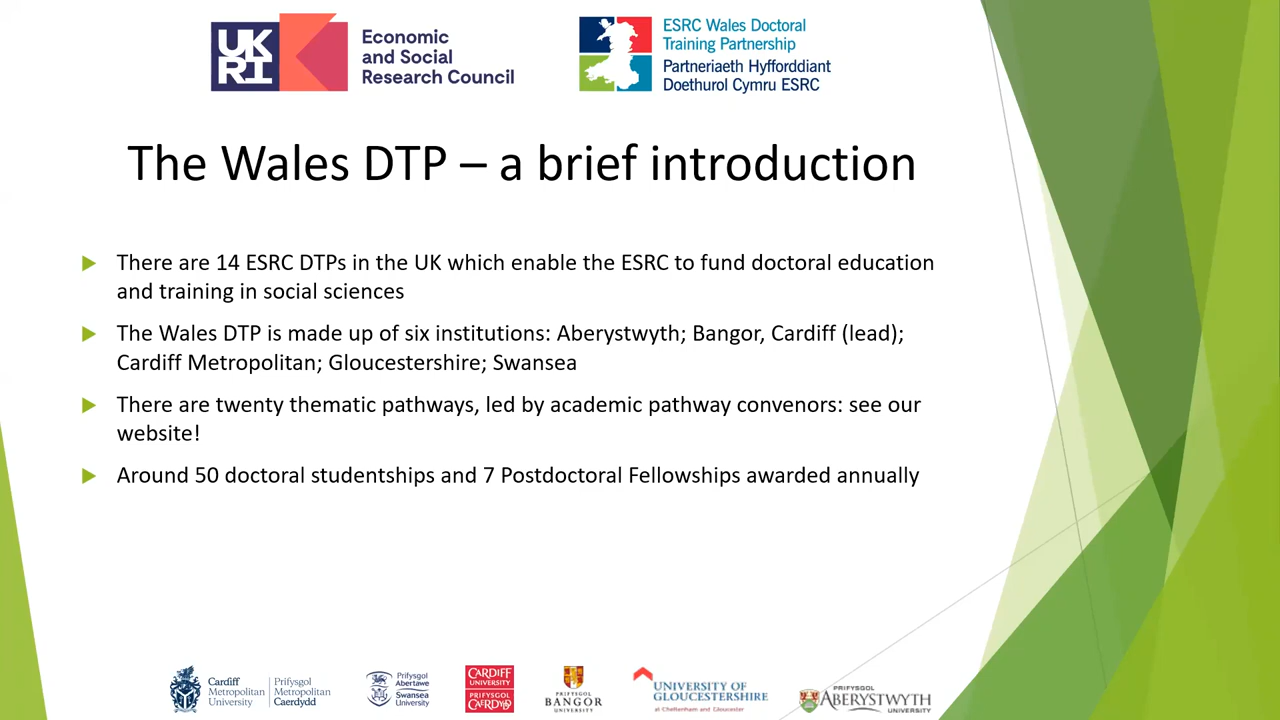 UK
RI
Economic
and Social
Research Council
ESRC Wales Doctoral
Training Partnership
Partneriaeth Hyfforddiant
Doethurol Cymru ESRC
The Wales DTP – a brief introduction
There are 14 ESRC DTPs in the UK which enable the ESRC to fund doctoral education
and training in social sciences
The Wales DTP is made up of six institutions: Aberystwyth; Bangor, Cardiff (lead);
Cardiff Metropolitan; Gloucestershire; Swansea
There are twenty thematic pathways, led by academic pathway convenors: see our
website!
Around 50 doctoral studentships and 7 Postdoctoral Fellowships awarded annually
Cardiff
Metropolitan
University
Prifysgol
Metropolitan
Caerdydd
Prifysgol
Abertawe
Swansea
University
CARDIFF
UNIVERSITY
PRIFYSGOL
CAERDYDD
PRIFYSGOL
BANGOR
UNIVERSITY
UNIVERSITY OF
GLOUCESTERSHIRE
at Cheltenham and Gloucester
PRIFYSGOL
ABERYSTWYTH
UNIVERSITY